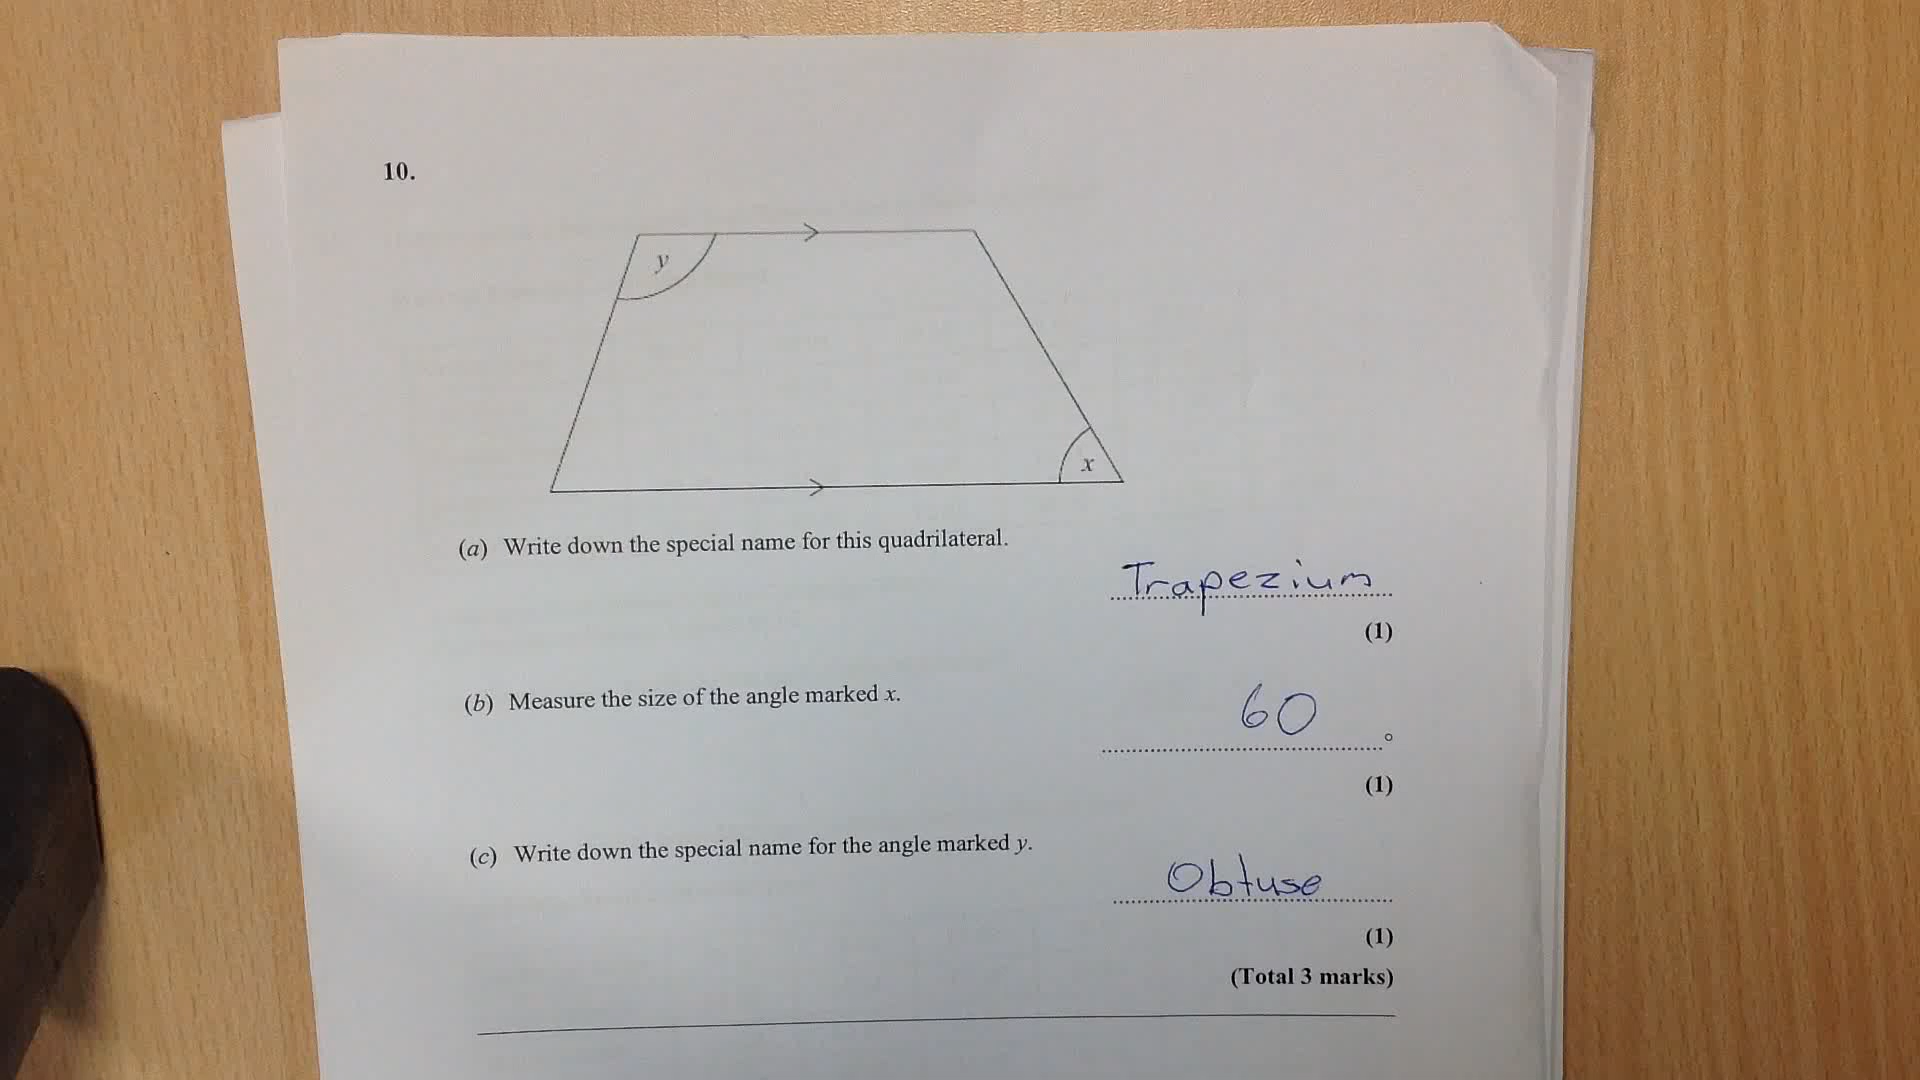 10.
y
x
(a) Write down the special name for this quadrilateral.
Trapezium
(1)
(b) Measure the size of the angle marked x.
60
°
(1)
(c) Write down the special name for the angle marked y.
Obtuse
(1)
(Total 3 marks)